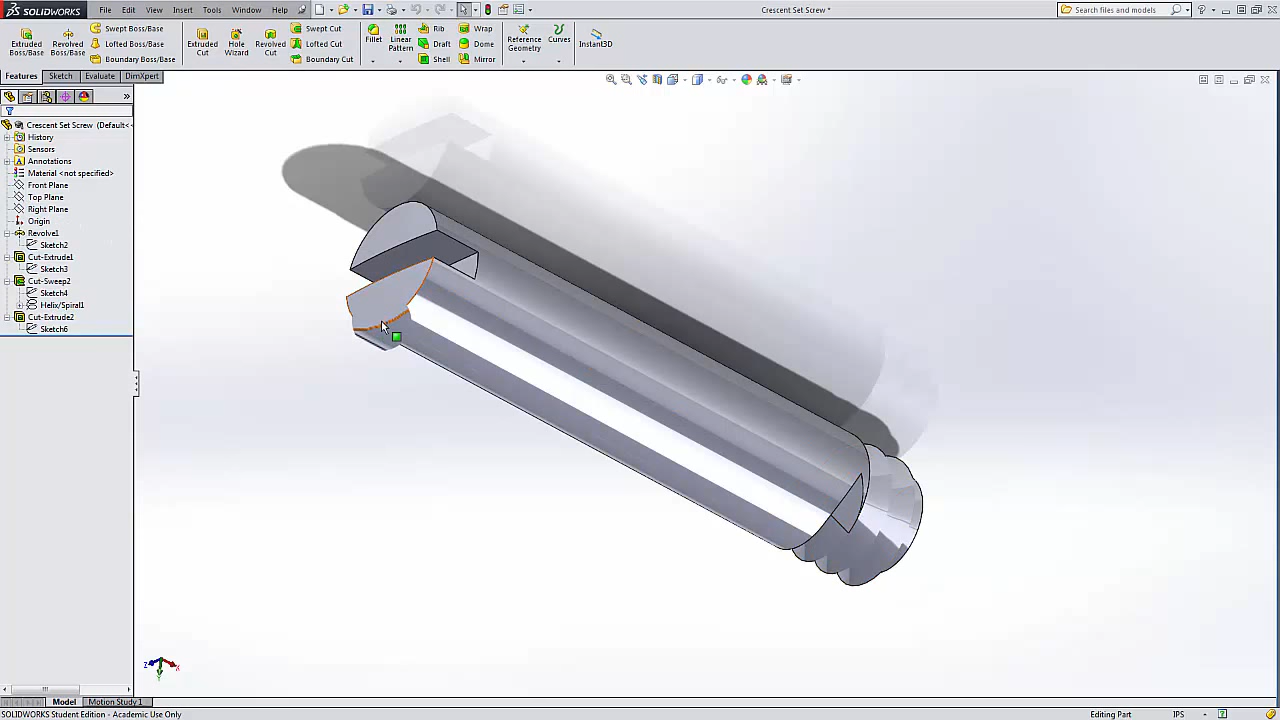 SOLIDWORKS
File Edit View Insert Tools Window Help
Crescent Set Screw *
Search files and models
Extruded Boss/Base
Revolved Boss/Base
Swept Boss/Base
Lofted Boss/Base
Boundary Boss/Base
Extruded Cut
Hole Wizard
Revolved Cut
Swept Cut
Lofted Cut
Boundary Cut
Fillet
Linear Pattern
Rib
Draft
Shell
Wrap
Dome
Mirror
Reference Geometry
Curves
Instant3D
Features Sketch Evaluate DimXpert
Crescent Set Screw (Default<<
History
Sensors
Annotations
Material <not specified>
Front Plane
Top Plane
Right Plane
Origin
Revolve1
Sketch2
Cut-Extrude1
Sketch3
Cut-Sweep2
Sketch4
Helix/Spiral1
Cut-Extrude2
Sketch6
Model Motion Study 1
SOLIDWORKS Student Edition - Academic Use Only
Editing Part IPS